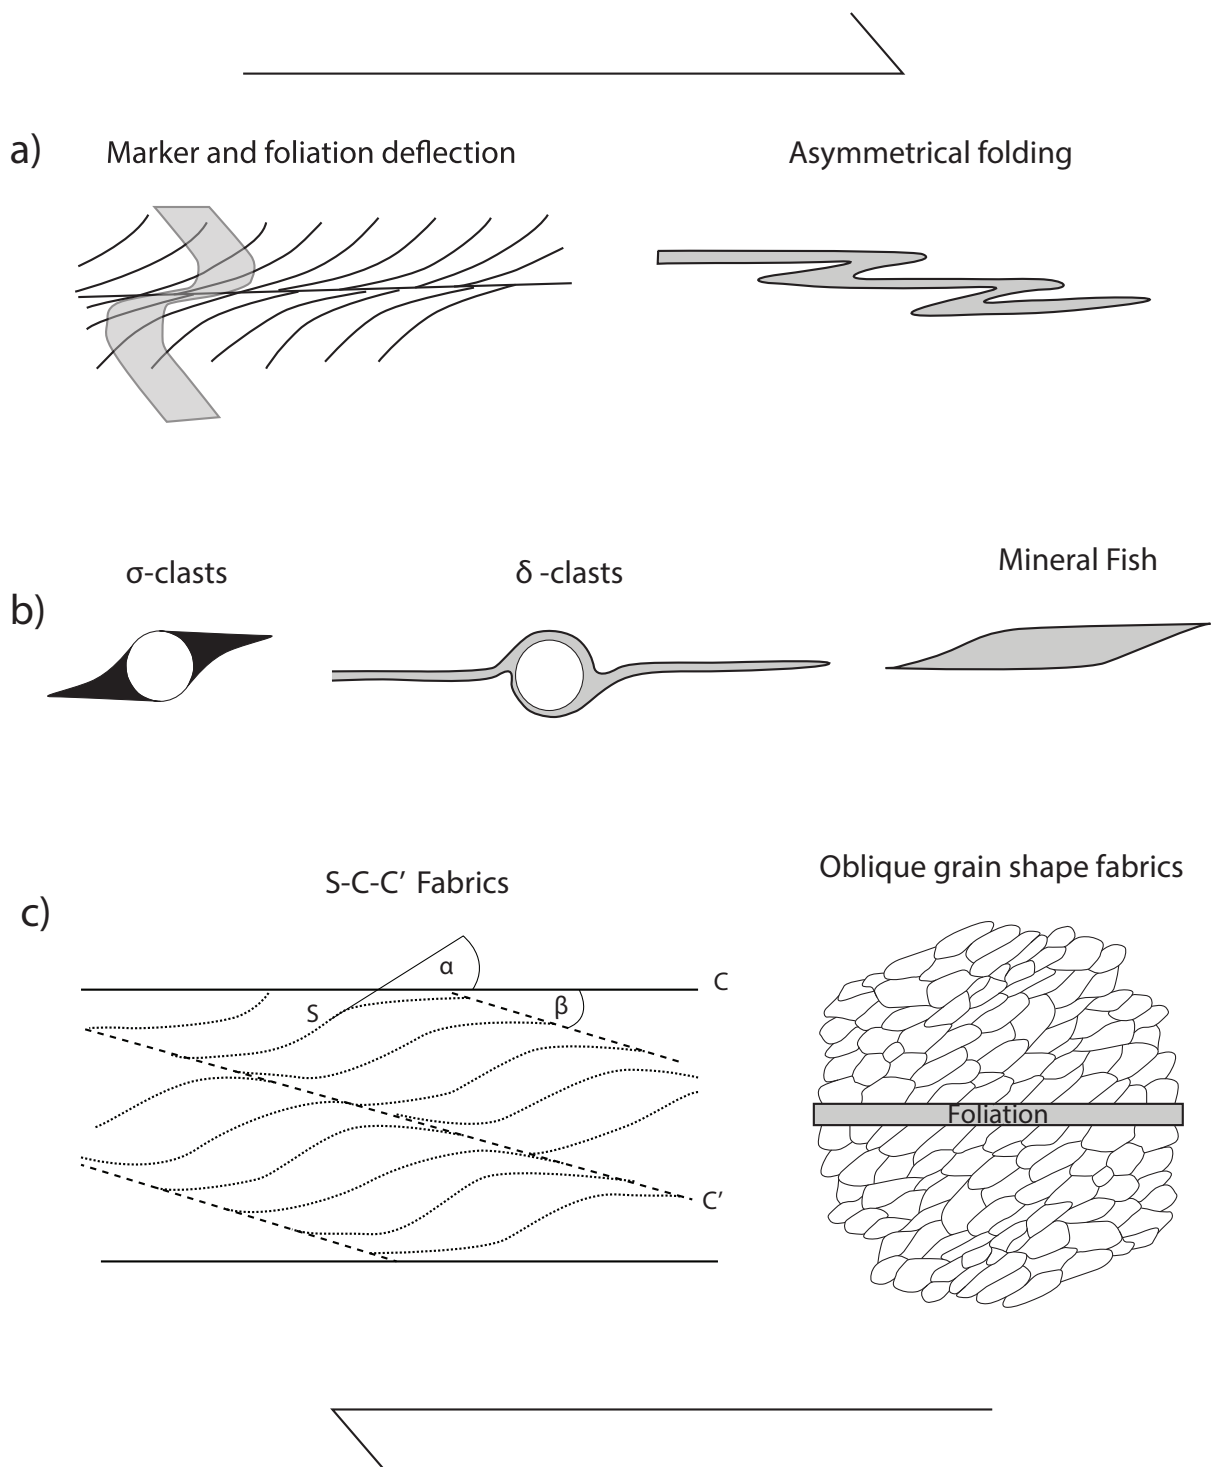 a)
Marker and foliation deflection
Asymmetrical folding
b)
σ-clasts
δ -clasts
Mineral Fish
c)
S-C-C′ Fabrics
Oblique grain shape fabrics
α
C
S
β
Foliation
C′